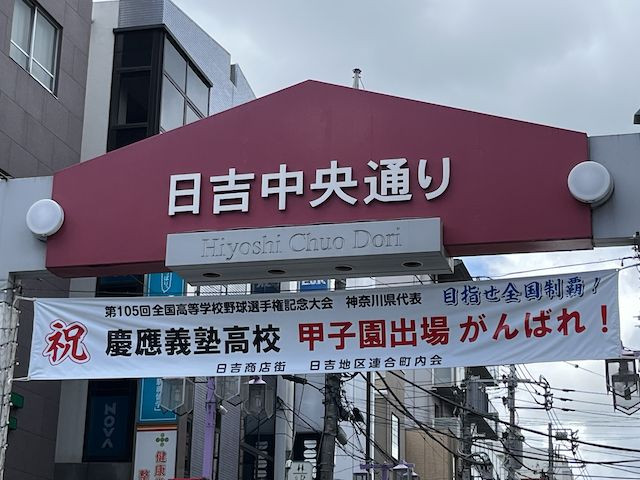 日吉中央通り
Hiyoshi Chuo Dori
第105回全国高等学校野球選手権記念大会 神奈川県代表 目指せ全国制覇！
祝 慶應義塾高校 甲子園出場 がんばれ！
日吉商店街 日吉地区連合町内会
NOVA
健康